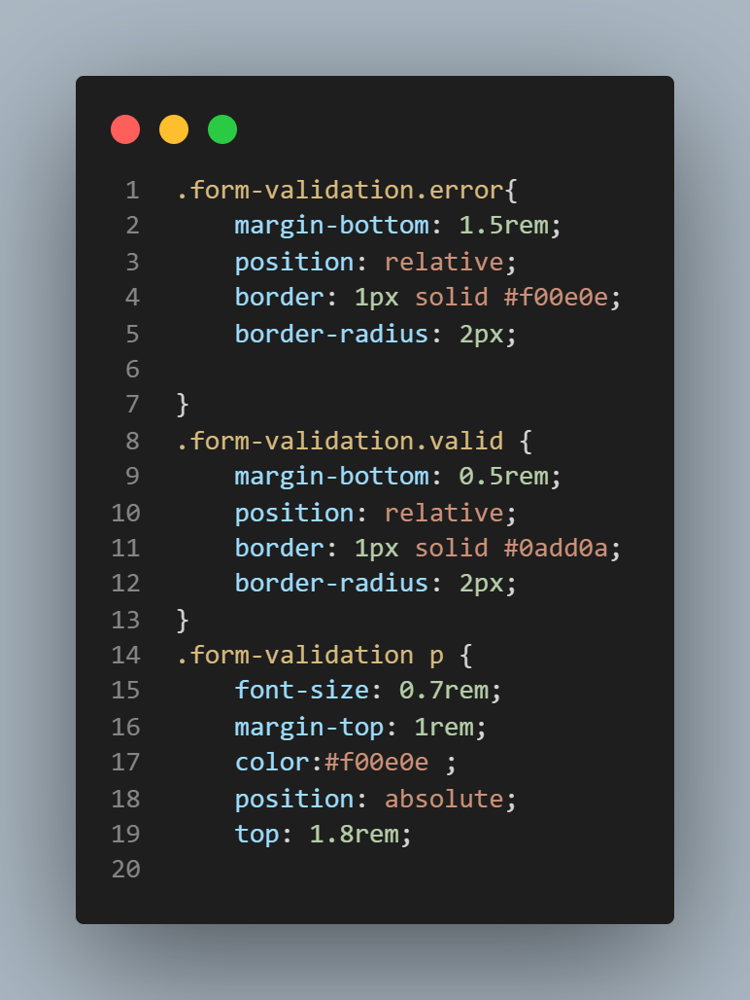 1 .form-validation.error{
2     margin-bottom: 1.5rem;
3     position: relative;
4     border: 1px solid #f00e0e;
5     border-radius: 2px;
6
7 }
8 .form-validation.valid {
9     margin-bottom: 0.5rem;
10     position: relative;
11     border: 1px solid #0add0a;
12     border-radius: 2px;
13 }
14 .form-validation p {
15     font-size: 0.7rem;
16     margin-top: 1rem;
17     color:#f00e0e ;
18     position: absolute;
19     top: 1.8rem;
20